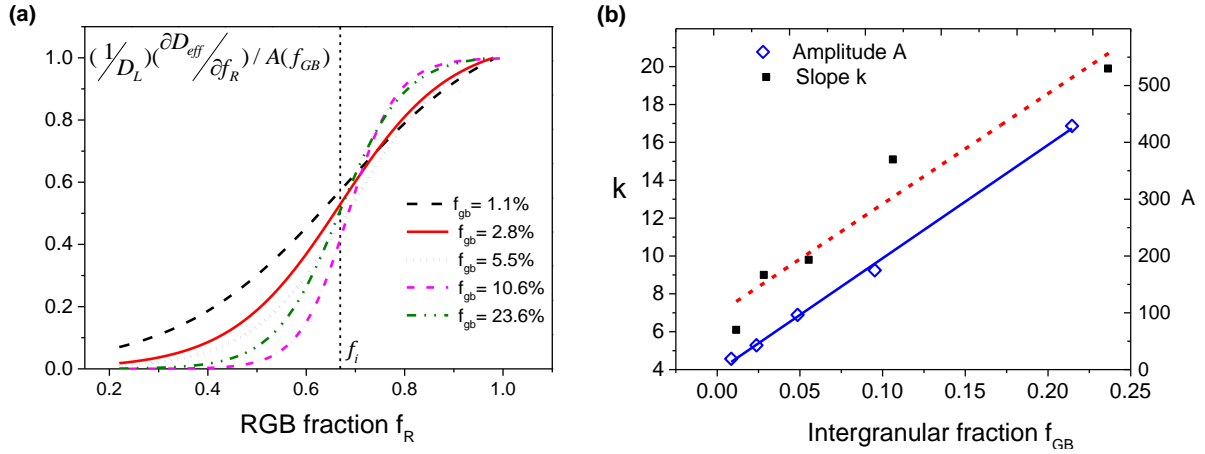 (a)
(1/D_L)(∂D_eff/∂f_R) / A(f_GB)
1.0
0.8
0.6
0.4
0.2
0.0
f_gb= 1.1%
f_gb= 2.8%
f_gb= 5.5%
f_gb= 10.6%
f_gb= 23.6%
f_i
0.2 0.4 0.6 0.8 1.0
RGB fraction f_R
(b)
Amplitude A
Slope k
20
18
16
14
12
10
8
6
4
k
500
400
300
200
100
0
A
0.00 0.05 0.10 0.15 0.20 0.25
Intergranular fraction f_GB